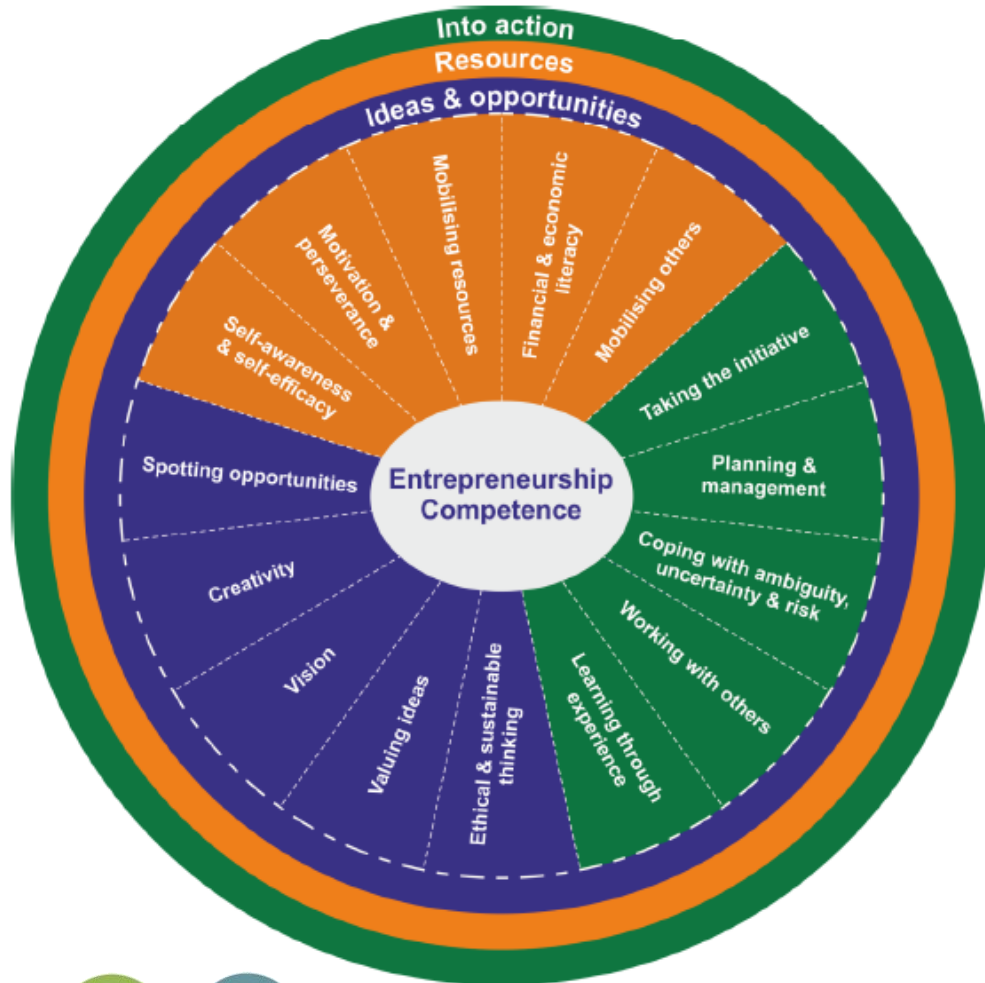 Into action
Resources
Ideas & opportunities
Self-awareness
& self-efficacy
Motivation &
perseverance
Mobilising resources
Financial & economic
literacy
Mobilising others
Taking the initiative
Planning &
management
Coping with ambiguity,
uncertainty & risk
Working with others
Learning through
experience
Ethical & sustainable
thinking
Valuing ideas
Vision
Creativity
Spotting opportunities
Entrepreneurship
Competence